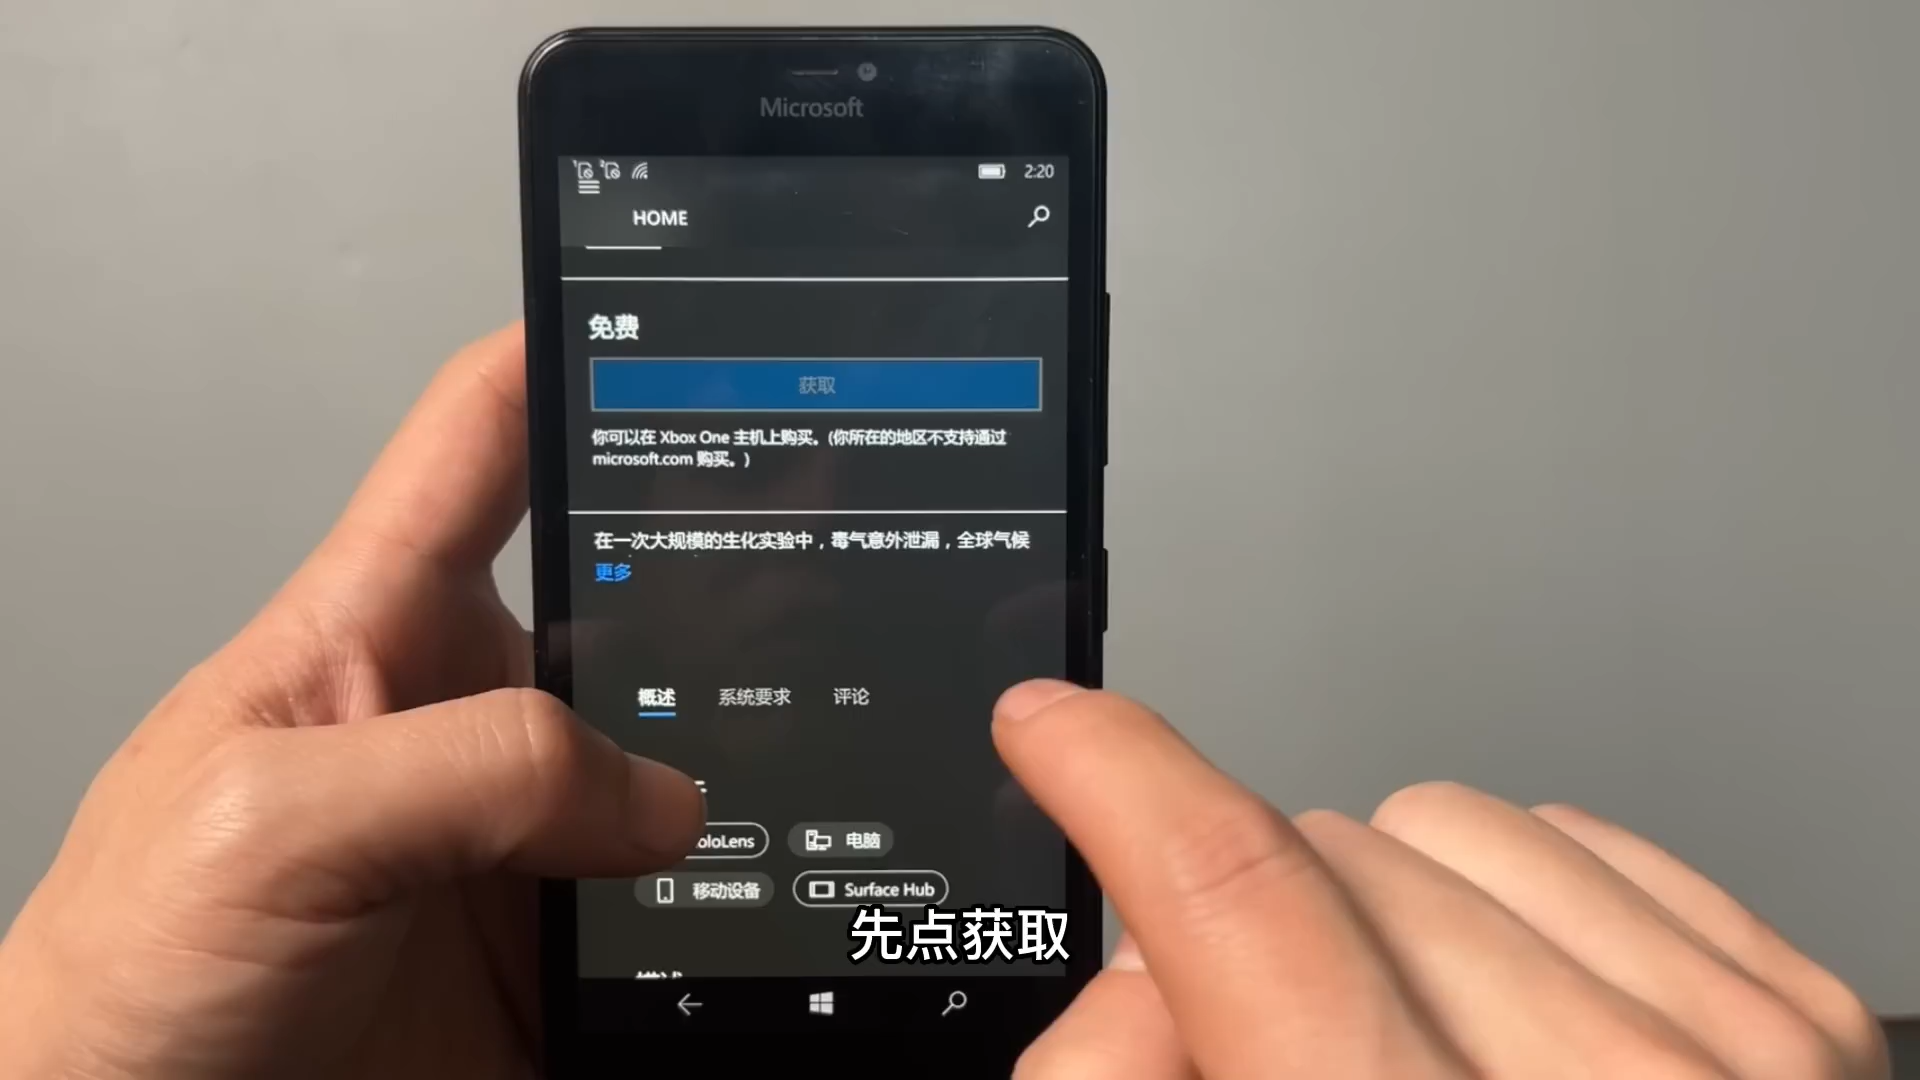 Microsoft
2:20
HOME
免费
获取
你可以在 Xbox One 主机上购买。(你所在的地区不支持通过
microsoft.com 购买。)
在一次大规模的生化实验中，毒气意外泄漏，全球气候
更多
概述 系统要求 评论
oloLens 电脑
移动设备 Surface Hub
先点获取